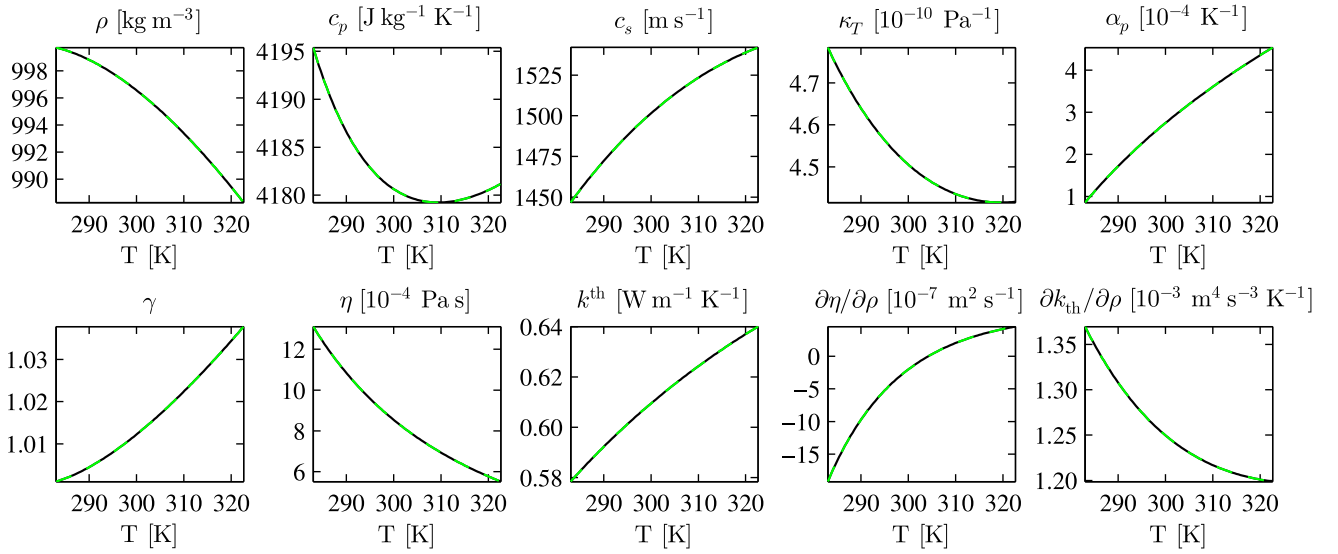 ρ [kg m⁻³]
998
996
994
992
990
290 300 310 320
T [K]
c_p [J kg⁻¹ K⁻¹]
4195
4190
4185
4180
290 300 310 320
T [K]
c_s [m s⁻¹]
1525
1500
1475
1450
290 300 310 320
T [K]
κ_T [10⁻¹⁰ Pa⁻¹]
4.7
4.6
4.5
290 300 310 320
T [K]
α_p [10⁻⁴ K⁻¹]
4
3
2
1
290 300 310 320
T [K]
γ
1.03
1.02
1.01
290 300 310 320
T [K]
η [10⁻⁴ Pa s]
12
10
8
6
290 300 310 320
T [K]
k^th [W m⁻¹ K⁻¹]
0.64
0.62
0.60
0.58
290 300 310 320
T [K]
∂η/∂ρ [10⁻⁷ m² s⁻¹]
0
−5
−10
−15
290 300 310 320
T [K]
∂k_th/∂ρ [10⁻³ m⁴ s⁻³ K⁻¹]
1.35
1.30
1.25
1.20
290 300 310 320
T [K]